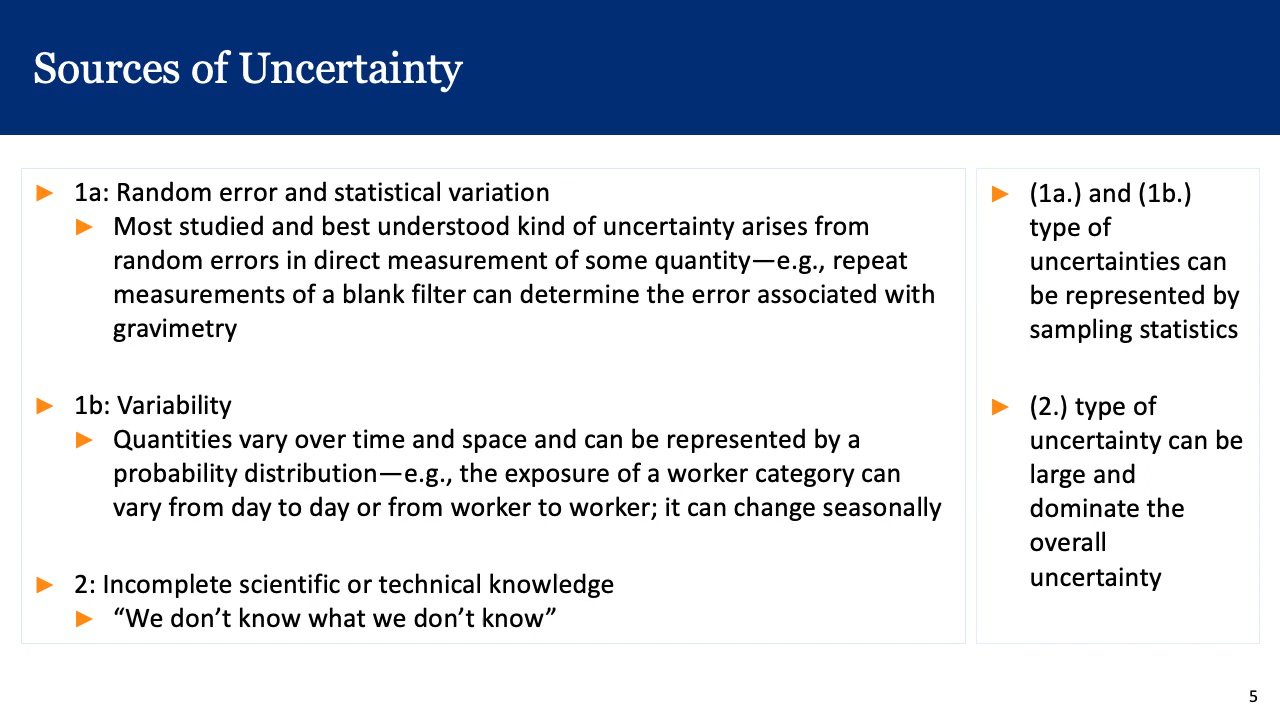 Sources of Uncertainty
1a: Random error and statistical variation
Most studied and best understood kind of uncertainty arises from
random errors in direct measurement of some quantity—e.g., repeat
measurements of a blank filter can determine the error associated with
gravimetry
1b: Variability
Quantities vary over time and space and can be represented by a
probability distribution—e.g., the exposure of a worker category can
vary from day to day or from worker to worker; it can change seasonally
2: Incomplete scientific or technical knowledge
“We don’t know what we don’t know”
(1a.) and (1b.)
type of
uncertainties can
be represented by
sampling statistics
(2.) type of
uncertainty can be
large and
dominate the
overall
uncertainty
5